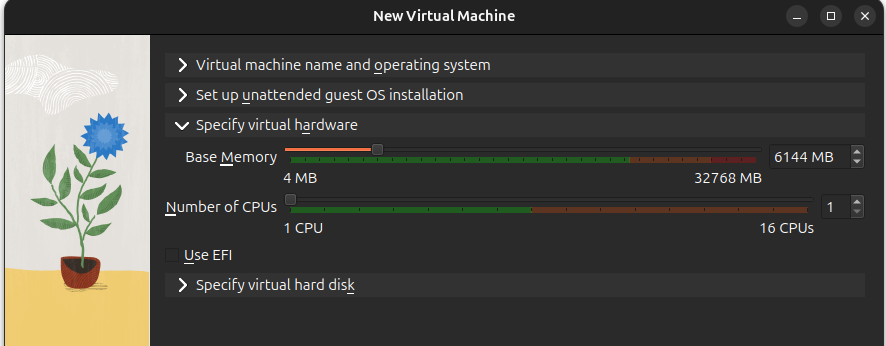 New Virtual Machine
Virtual machine name and operating system
Set up unattended guest OS installation
Specify virtual hardware
Base Memory
6144 MB
4 MB
32768 MB
Number of CPUs
1
1 CPU
16 CPUs
Use EFI
Specify virtual hard disk